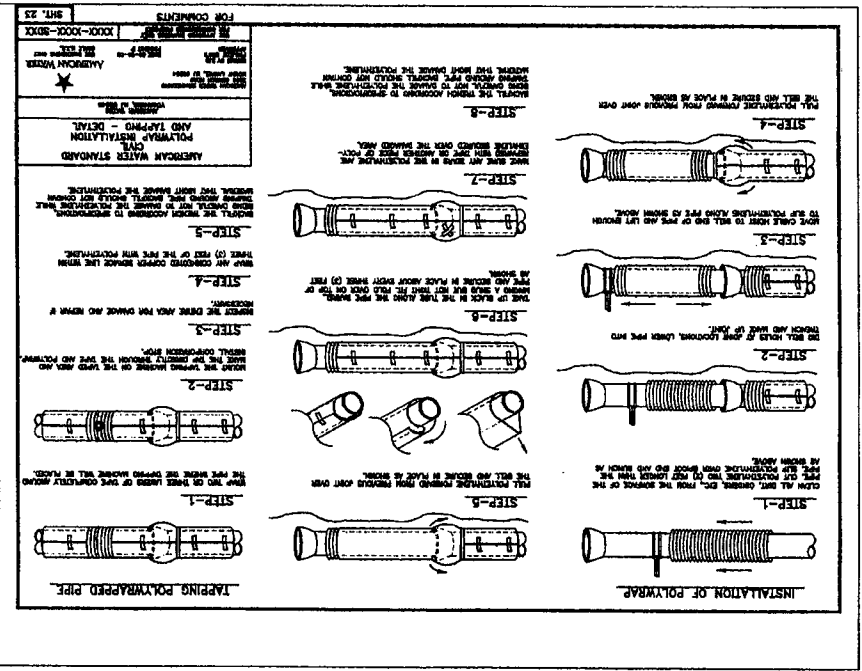 INSTALLATION OF POLYWRAP
STEP-1
CLEAN ALL DIRT, CINDERS, ETC., FROM THE SURFACE OF THE
PIPE. CUT POLYETHYLENE TWO (2) FEET LONGER THAN THE
PIPE. SLIP POLYETHYLENE OVER SPIGOT END AND BUNCH AS
AS SHOWN ABOVE.
STEP-2
DIG BELL HOLES AT JOINT LOCATIONS, LOWER PIPE INTO
TRENCH AND MAKE UP JOINT.
STEP-3
MOVE CABLE HOIST TO BELL END OF PIPE AND LIFT ENOUGH
TO SLIP POLYETHYLENE ALONG PIPE AS SHOWN ABOVE.
STEP-4
PULL POLYETHYLENE FORWARD FROM PREVIOUS JOINT OVER
THE BELL AND SECURE IN PLACE AS SHOWN.
STEP-5
PULL POLYETHYLENE FORWARD FROM PREVIOUS JOINT OVER
THE BELL AND SECURE IN PLACE AS SHOWN.
STEP-6
TAKE UP SLACK IN THE TUBE ALONG THE PIPE BARREL,
MAKING A SNUG BUT NOT TIGHT FIT. FOLD OVER ON TOP OF
PIPE AND SECURE IN PLACE ABOUT EVERY THREE (3) FEET
AS SHOWN
STEP-7
MAKE SURE ANY SCARS IN THE POLYETHYLENE ARE
REPAIRED WITH TAPE OR ANOTHER PIECE OF POLY-
ETHYLENE SECURED OVER THE DAMAGED AREA.
STEP-8
BACKFILL THE TRENCH ACCORDING TO SPECIFICATIONS,
BEING CAREFUL NOT TO DAMAGE THE POLYETHYLENE WHILE
TAMPING AROUND PIPE. BACKFILL SHOULD NOT CONTAIN
MATERIAL THAT MIGHT DAMAGE THE POLYETHYLENE.
TAPPING POLYWRAPPED PIPE
STEP-1
WRAP TWO OR THREE LAYERS OF TAPE COMPLETELY AROUND
THE PIPE WHERE THE TAPPING MACHINE WILL BE PLACED.
STEP-2
MOUNT THE TAPPING MACHINE ON THE TAPED AREA AND
MAKE THE TAP DIRECTLY THROUGH THE TAPE AND POLYWRAP.
INSTALL CORPORATION STOP.
STEP-3
INSPECT THE ENTIRE AREA FOR DAMAGE AND REPAIR IF
NECESSARY.
STEP-4
WRAP ANY CONNECTED COPPER SERVICE LINE WITHIN
THREE (3) FEET OF THE PIPE WITH POLYETHYLENE.
STEP-5
BACKFILL THE TRENCH ACCORDING TO SPECIFICATIONS,
BEING CAREFUL NOT TO DAMAGE THE POLYETHYLENE WHILE
TAMPING AROUND PIPE. BACKFILL SHOULD NOT CONTAIN
MATERIAL THAT MIGHT DAMAGE THE POLYETHYLENE.
AMERICAN WATER STANDARD
CIVIL
POLYWRAP INSTALLATION
AND TAPPING - DETAIL
AMERICAN WATER
VOORHEES, NJ
AMERICAN WATER
XXXX-XXXX-XXXX
FOR COMMENTS
SHT. 23